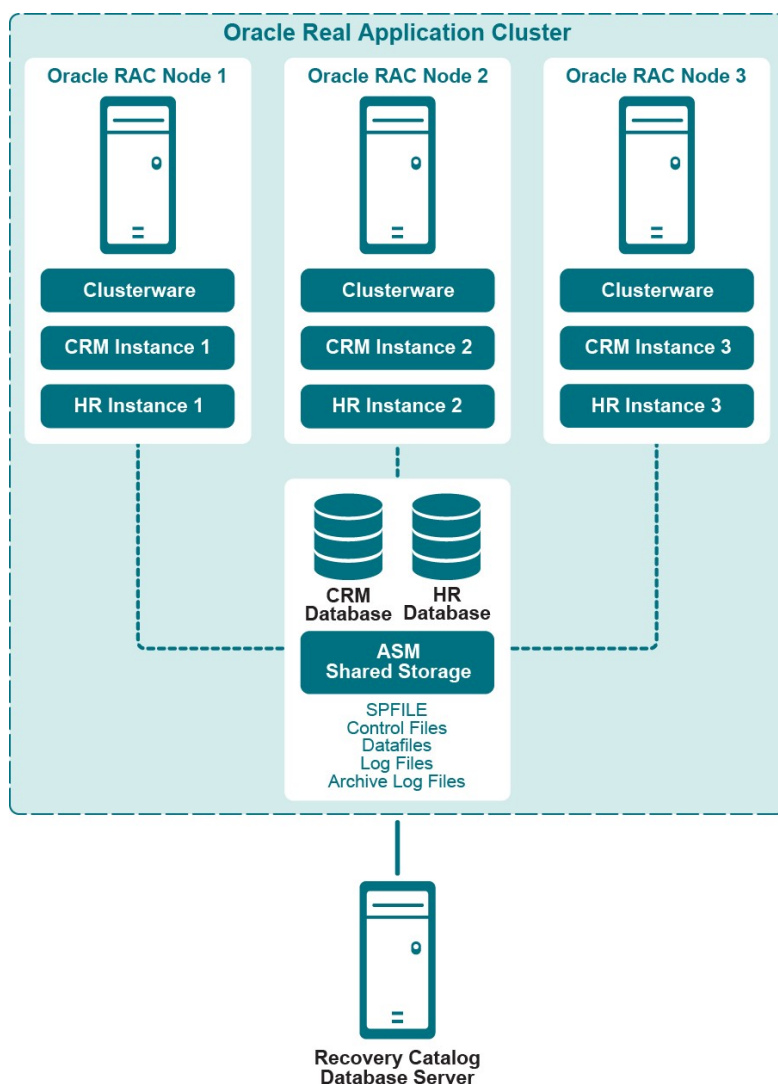 Oracle Real Application Cluster
Oracle RAC Node 1
Clusterware
CRM Instance 1
HR Instance 1
Oracle RAC Node 2
Clusterware
CRM Instance 2
HR Instance 2
Oracle RAC Node 3
Clusterware
CRM Instance 3
HR Instance 3
CRM
Database
HR
Database
ASM
Shared Storage
SPFILE
Control Files
Datafiles
Log Files
Archive Log Files
Recovery Catalog
Database Server